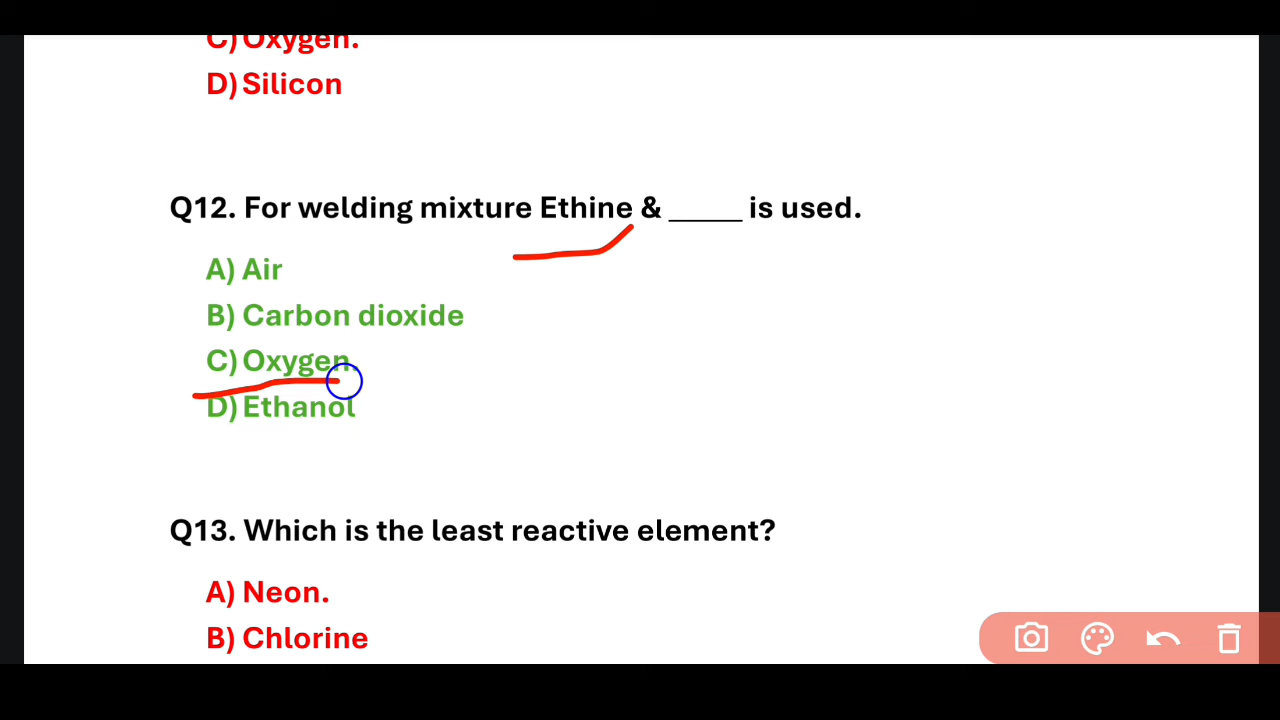 C) Oxygen.
D) Silicon
Q12. For welding mixture Ethine & _____ is used.
A) Air
B) Carbon dioxide
C) Oxygen.
D) Ethanol
Q13. Which is the least reactive element?
A) Neon.
B) Chlorine